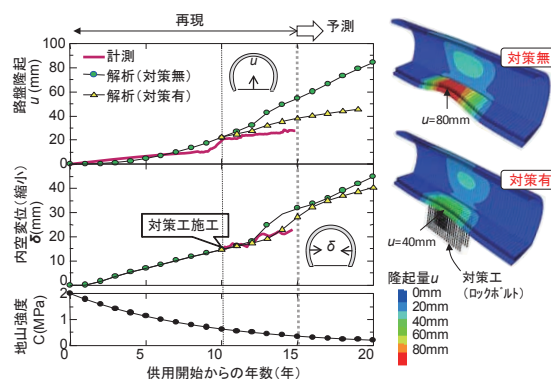 再現
予測
路盤隆起
u (mm)
100
80
60
40
20
0
計測
解析(対策無)
解析(対策有)
u
内空変位(縮小)
δ(mm)
40
30
20
10
0
対策工施工
δ
地山強度
C(MPa)
2
1
0
0
5
10
15
20
供用開始からの年数(年)
対策無
u=80mm
対策有
u=40mm
対策工
(ロックボルト)
隆起量u
0mm
20mm
40mm
60mm
80mm